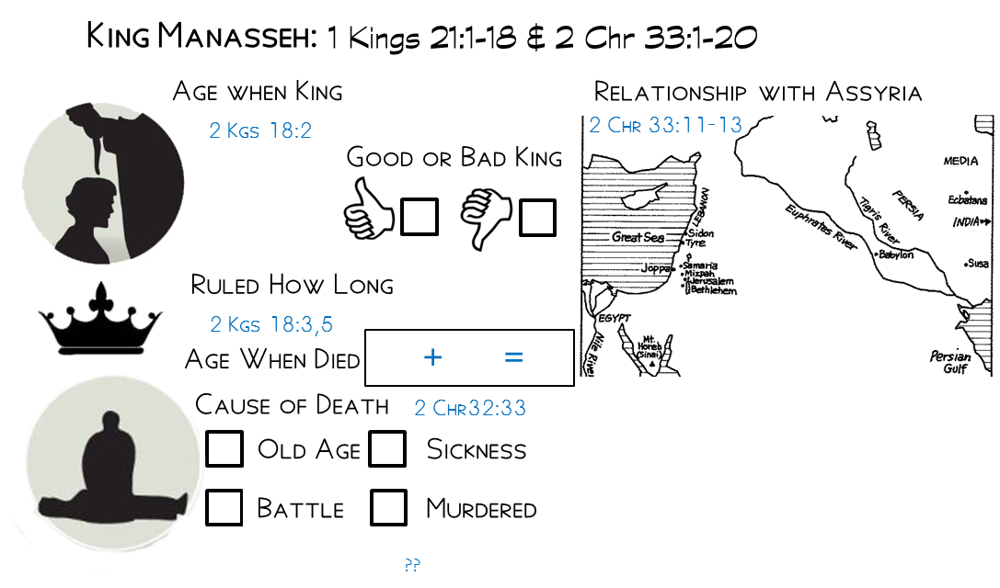 King Manasseh: 1 Kings 21:1-18 & 2 Chr 33:1-20
Age when King
2 Kgs 18:2
Good or Bad King
Ruled How Long
2 Kgs 18:3,5
Age When Died
+ =
Cause of Death
2 Chr32:33
Old Age
Sickness
Battle
Murdered
??
Relationship with Assyria
2 Chr 33:11-13
MEDIA
Ecbatana
INDIA
PERSIA
Tigris River
Euphrates River
Babylon
Susa
LEBANON
Great Sea
Sidon
Tyre
Joppa
Samaria
Mizpah
Jerusalem
Bethlehem
EGYPT
Nile River
Mt.
Horeb
(Sinai)
Persian
Gulf